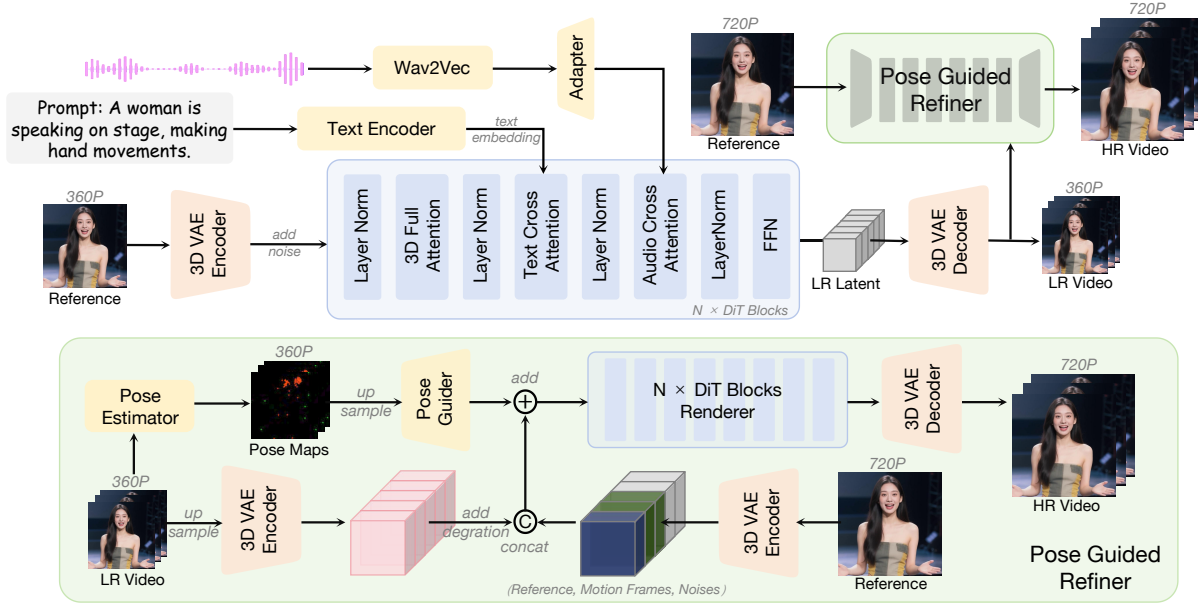 Wav2Vec
Adapter
Prompt: A woman is
speaking on stage, making
hand movements.
Text Encoder
text
embedding
720P
Reference
Pose Guided
Refiner
720P
HR Video
360P
Reference
3D VAE
Encoder
add
noise
Layer Norm
3D Full
Attention
Layer Norm
Text Cross
Attention
Layer Norm
Audio Cross
Attention
LayerNorm
FFN
N × DiT Blocks
LR Latent
3D VAE
Decoder
360P
LR Video
Pose
Estimator
360P
Pose Maps
up
sample
Pose
Guider
add
N × DiT Blocks
Renderer
3D VAE
Decoder
720P
HR Video
360P
LR Video
up
sample
3D VAE
Encoder
add
degration
C
concat
(Reference, Motion Frames, Noises)
3D VAE
Encoder
720P
Reference
Pose Guided
Refiner